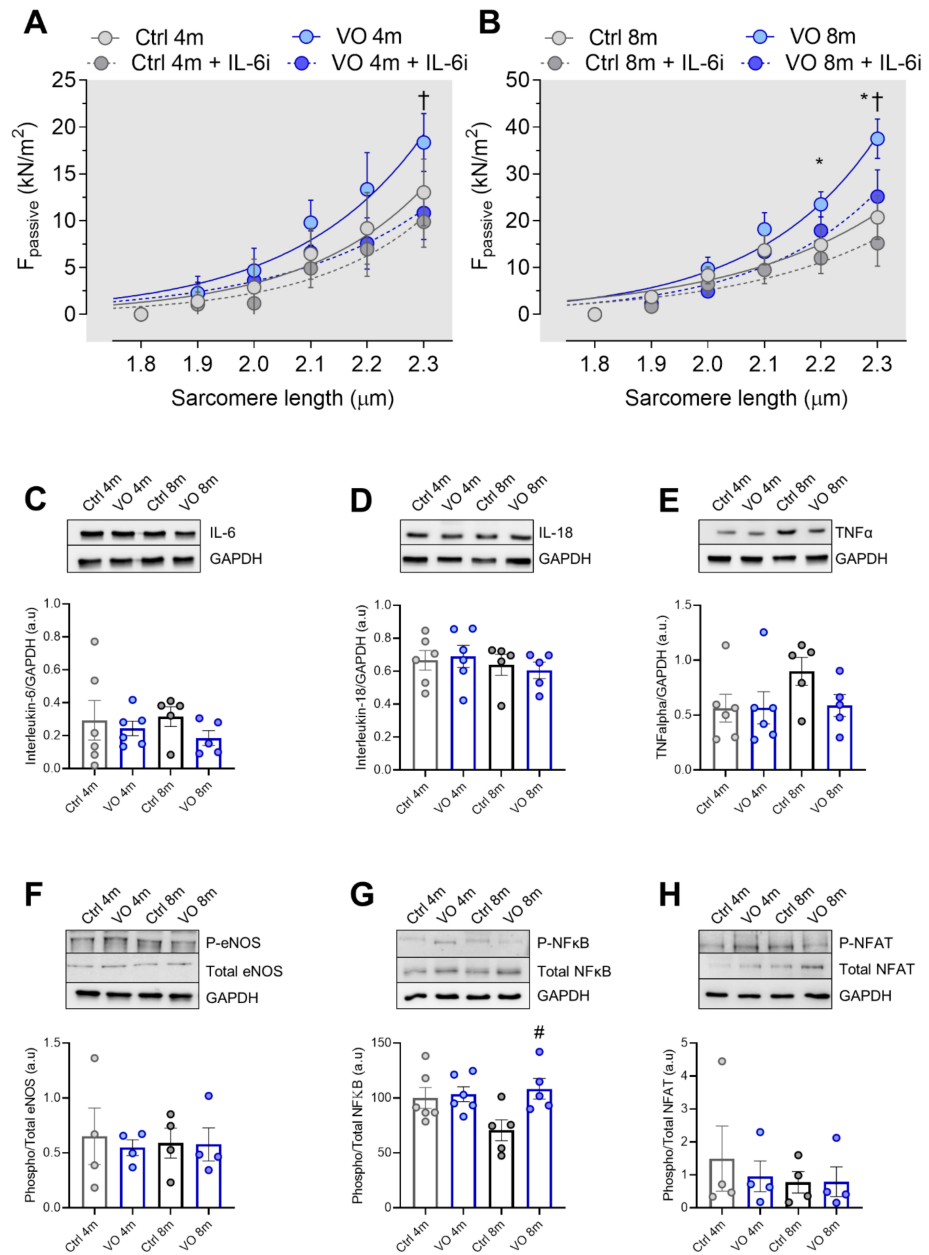 A
Ctrl 4m
VO 4m
Ctrl 4m + IL-6i
VO 4m + IL-6i
†
Fpassive (kN/m2)
25
20
15
10
5
0
1.8 1.9 2.0 2.1 2.2 2.3
Sarcomere length (μm)
B
Ctrl 8m
VO 8m
Ctrl 8m + IL-6i
VO 8m + IL-6i
*†
*
Fpassive (kN/m2)
50
40
30
20
10
0
1.8 1.9 2.0 2.1 2.2 2.3
Sarcomere length (μm)
C
Ctrl 4m VO 4m Ctrl 8m VO 8m
IL-6
GAPDH
Interleukin-6/GAPDH (a.u)
1.0
0.8
0.6
0.4
0.2
0.0
Ctrl 4m VO 4m Ctrl 8m VO 8m
D
Ctrl 4m VO 4m Ctrl 8m VO 8m
IL-18
GAPDH
Interleukin-18/GAPDH (a.u)
1.0
0.8
0.6
0.4
0.2
0.0
Ctrl 4m VO 4m Ctrl 8m VO 8m
E
Ctrl 4m VO 4m Ctrl 8m VO 8m
TNFα
GAPDH
TNFalpha/GAPDH (a.u.)
1.5
1.0
0.5
0.0
Ctrl 4m VO 4m Ctrl 8m VO 8m
F
Ctrl 4m VO 4m Ctrl 8m VO 8m
P-eNOS
Total eNOS
GAPDH
Phospho/Total eNOS (a.u)
1.5
1.0
0.5
0.0
Ctrl 4m VO 4m Ctrl 8m VO 8m
G
Ctrl 4m VO 4m Ctrl 8m VO 8m
P-NFκB
Total NFκB
GAPDH
Phospho/Total NFKB (a.u)
150
100
50
0
#
Ctrl 4m VO 4m Ctrl 8m VO 8m
H
Ctrl 4m VO 4m Ctrl 8m VO 8m
P-NFAT
Total NFAT
GAPDH
Phospho/Total NFAT (a.u)
5
4
3
2
1
0
Ctrl 4m VO 4m Ctrl 8m VO 8m